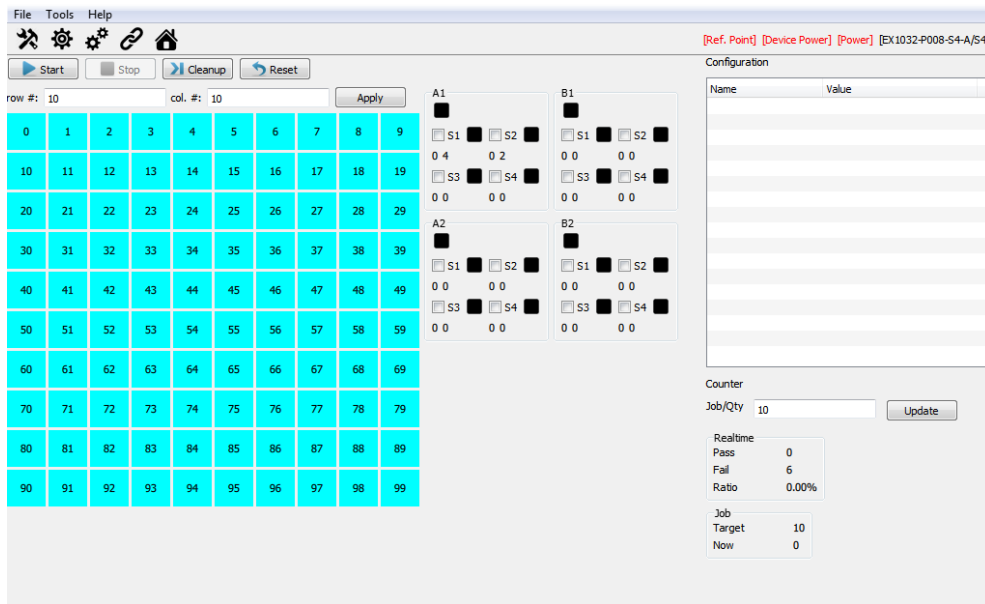 File Tools Help
[Ref. Point] [Device Power] [Power] [EX1032-P008-S4-A/S4
Start Stop Cleanup Reset
row #: 10 col. #: 10 Apply
0 1 2 3 4 5 6 7 8 9
10 11 12 13 14 15 16 17 18 19
20 21 22 23 24 25 26 27 28 29
30 31 32 33 34 35 36 37 38 39
40 41 42 43 44 45 46 47 48 49
50 51 52 53 54 55 56 57 58 59
60 61 62 63 64 65 66 67 68 69
70 71 72 73 74 75 76 77 78 79
80 81 82 83 84 85 86 87 88 89
90 91 92 93 94 95 96 97 98 99
A1
S1 S2
0 4 0 2
S3 S4
0 0 0 0
B1
S1 S2
0 0 0 0
S3 S4
0 0 0 0
A2
S1 S2
0 0 0 0
S3 S4
0 0 0 0
B2
S1 S2
0 0 0 0
S3 S4
0 0 0 0
Configuration
Name Value
Counter
Job/Qty 10 Update
Realtime
Pass 0
Fail 6
Ratio 0.00%
Job
Target 10
Now 0